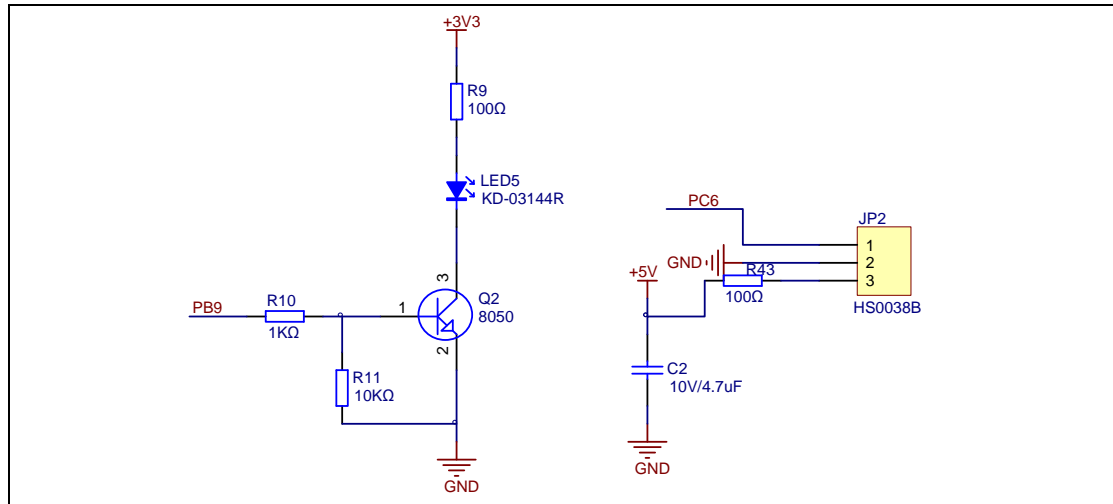 +3V3
R9
100Ω
LED5
KD-03144R
PC6
JP2
1
2
3
HS0038B
GND
R43
100Ω
+5V
3
Q2
8050
PB9
R10
1KΩ
1
2
R11
10KΩ
C2
10V/4.7uF
GND
GND